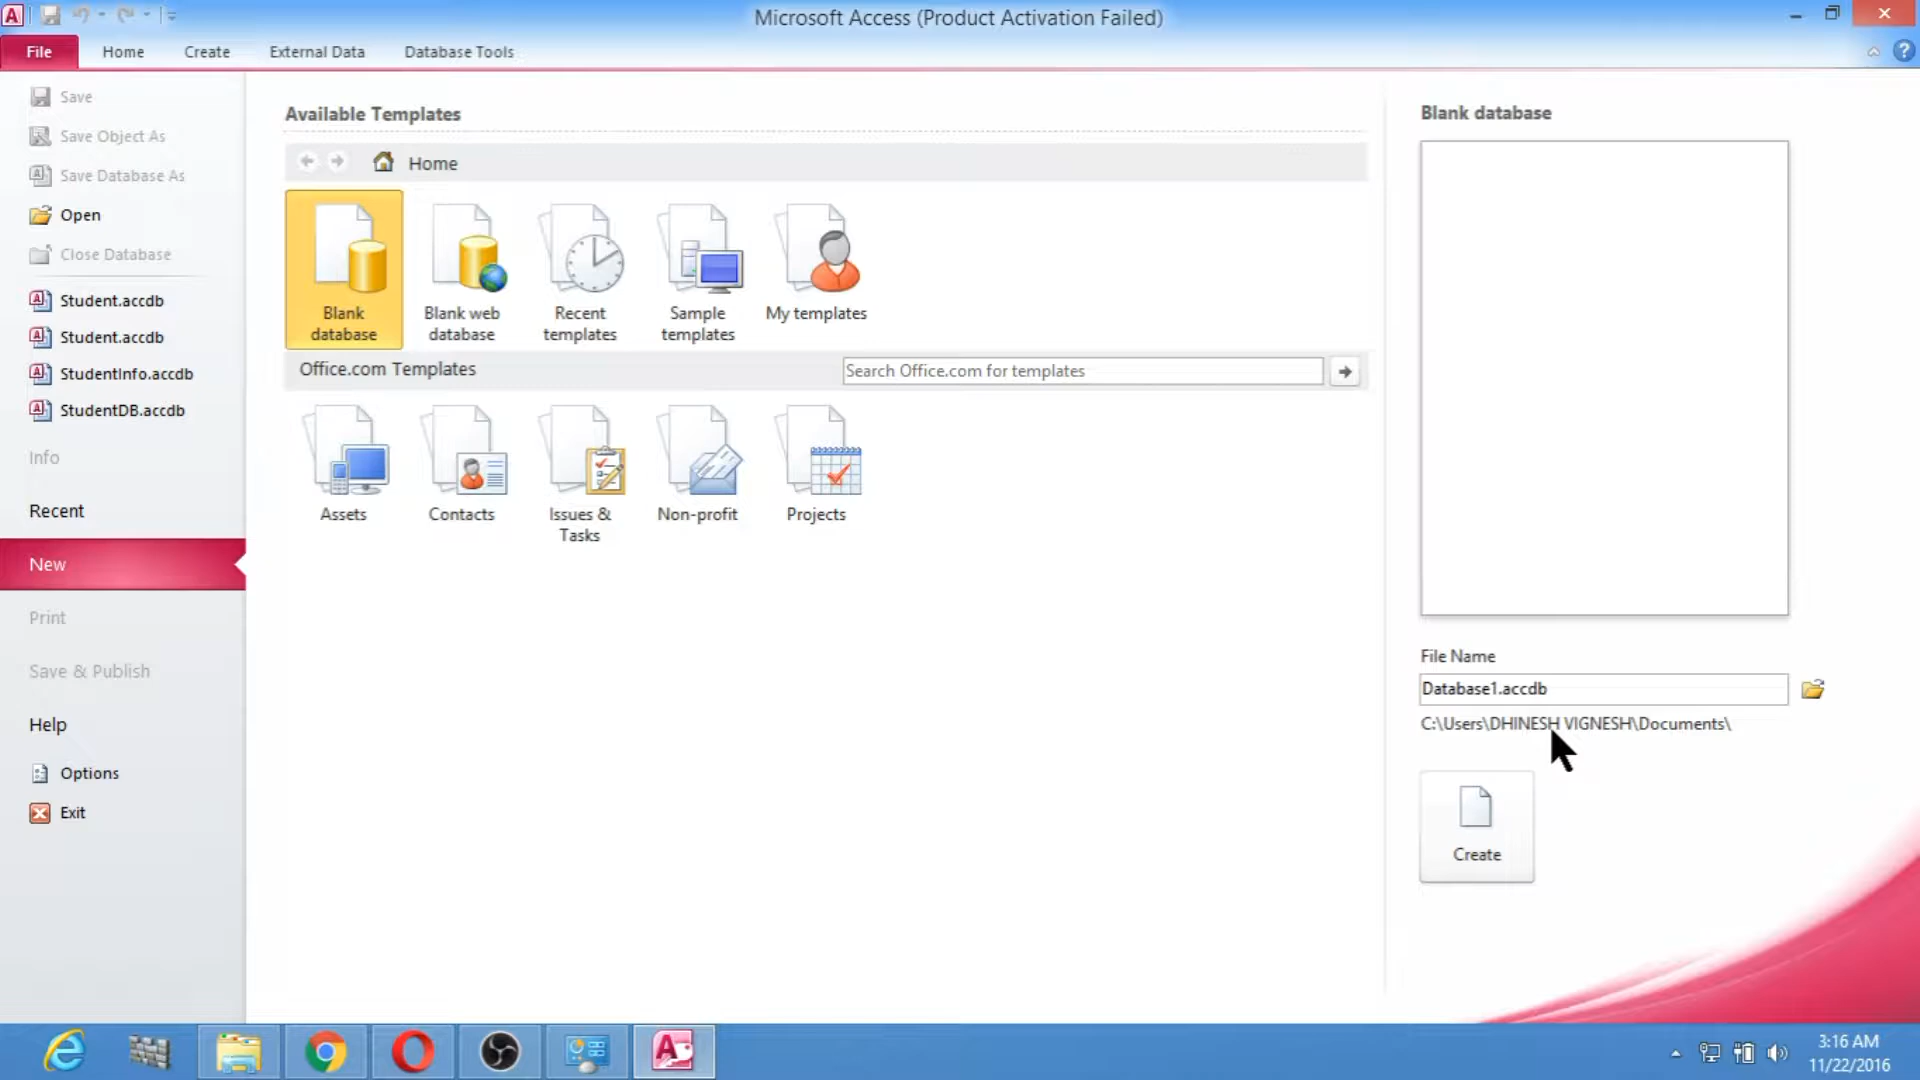 Microsoft Access (Product Activation Failed)
File Home Create External Data Database Tools
Save
Save Object As
Save Database As
Open
Close Database
Student.accdb
Student.accdb
StudentInfo.accdb
StudentDB.accdb
Info
Recent
New
Print
Save & Publish
Help
Options
Exit
Available Templates
Home
Blank
database
Blank web
database
Recent
templates
Sample
templates
My templates
Office.com Templates
Search Office.com for templates
Assets
Contacts
Issues &
Tasks
Non-profit
Projects
Blank database
File Name
Database1.accdb
C:\Users\DHINESH VIGNESH\Documents\
Create
3:16 AM
11/22/2016